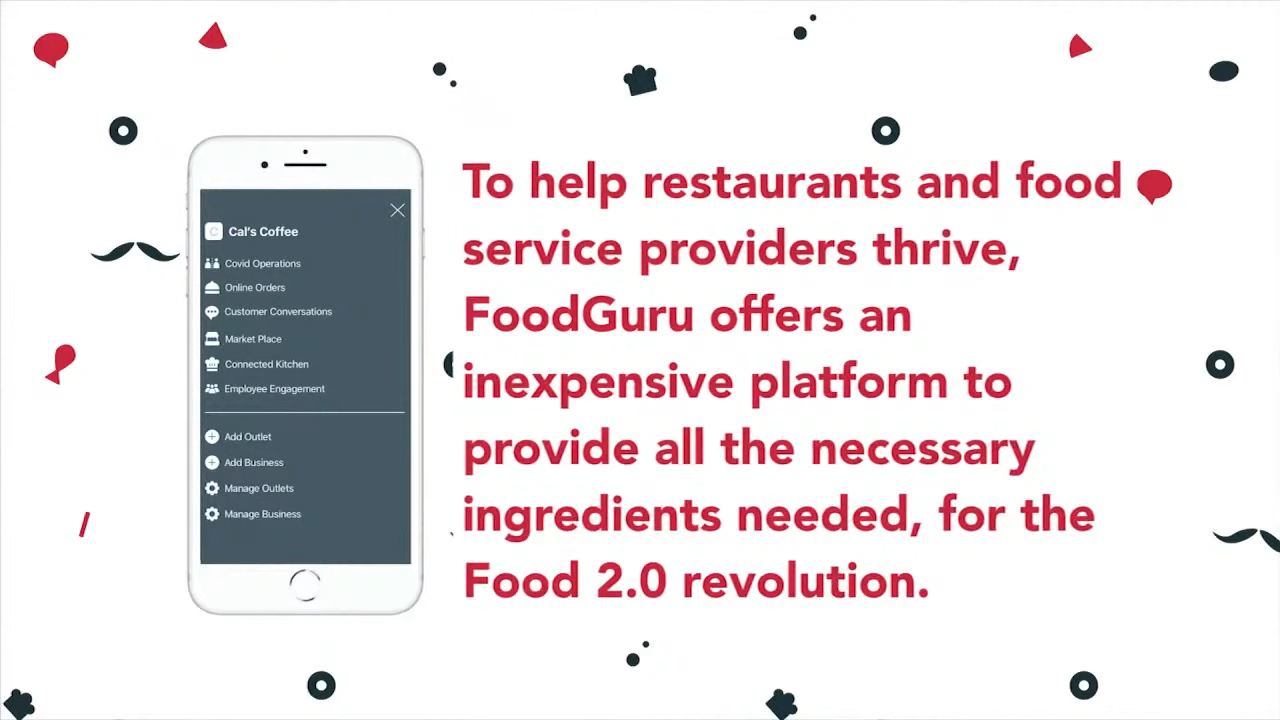 Cal's Coffee
Covid Operations
Online Orders
Customer Conversations
Market Place
Connected Kitchen
Employee Engagement
Add Outlet
Add Business
Manage Outlets
Manage Business
To help restaurants and food
service providers thrive,
FoodGuru offers an
inexpensive platform to
provide all the necessary
ingredients needed, for the
Food 2.0 revolution.